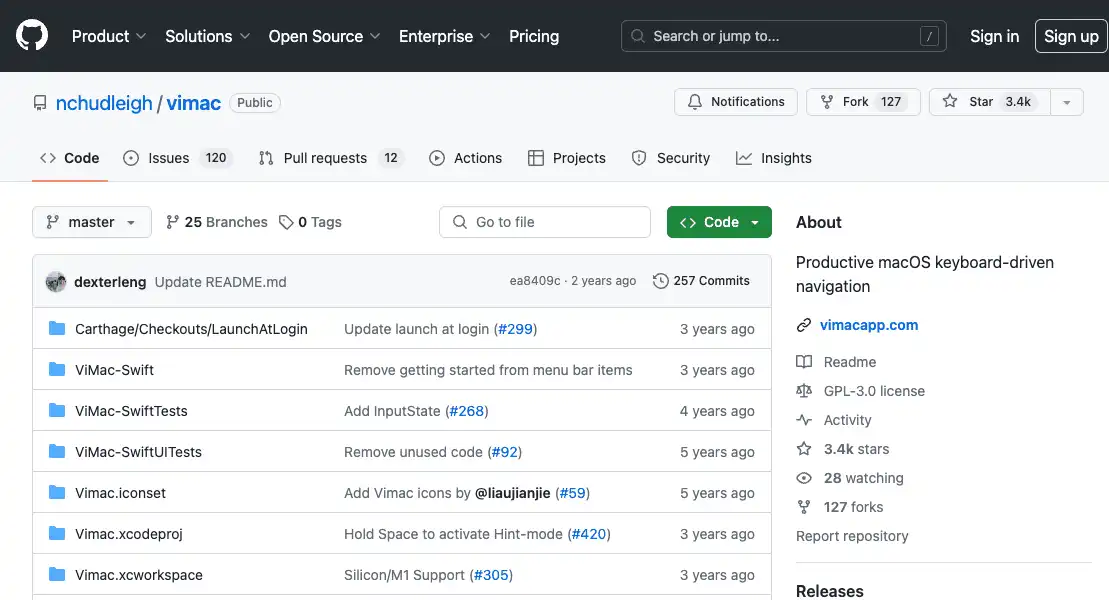 Product Solutions Open Source Enterprise Pricing Search or jump to... / Sign in Sign up
nchudleigh / vimac Public Notifications Fork 127 Star 3.4k
Code Issues 120 Pull requests 12 Actions Projects Security Insights
master 25 Branches 0 Tags Go to file Code
dexterleng Update README.md ea8409c · 2 years ago 257 Commits
Carthage/Checkouts/LaunchAtLogin Update launch at login (#299) 3 years ago
ViMac-Swift Remove getting started from menu bar items 3 years ago
ViMac-SwiftTests Add InputState (#268) 4 years ago
ViMac-SwiftUITests Remove unused code (#92) 5 years ago
Vimac.iconset Add Vimac icons by @liaujianjie (#59) 5 years ago
Vimac.xcodeproj Hold Space to activate Hint-mode (#420) 3 years ago
Vimac.xcworkspace Silicon/M1 Support (#305) 3 years ago
About
Productive macOS keyboard-driven
navigation
vimacapp.com
Readme
GPL-3.0 license
Activity
3.4k stars
28 watching
127 forks
Report repository
Releases